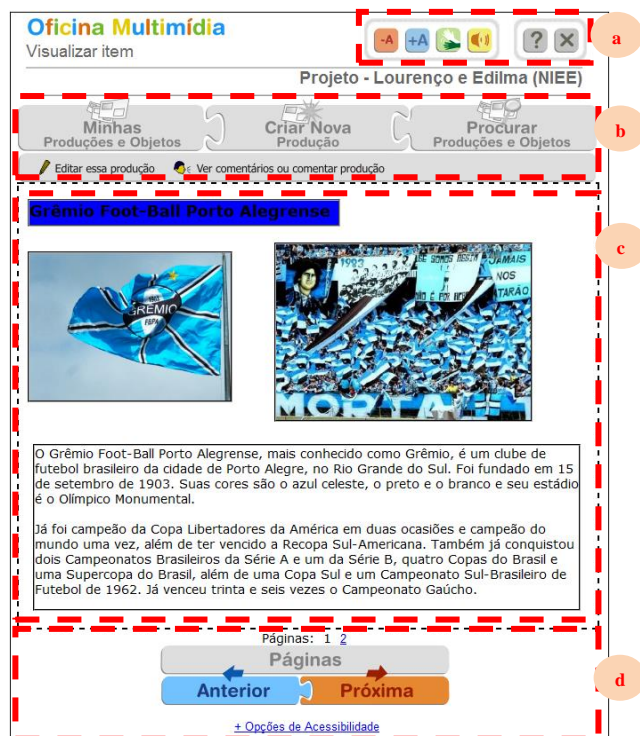 Oficina Multimídia
Visualizar item
-A +A ? X
a
Projeto - Lourenço e Edilma (NIEE)
Minhas
Produções e Objetos
Criar Nova
Produção
Procurar
Produções e Objetos
b
Editar essa produção
Ver comentários ou comentar produção
Grêmio Foot-Ball Porto Alegrense
c
1903
GRÊMIO
FBPA
1983
SE SOMOS
JAMAIS
NOS
MORTA
O Grêmio Foot-Ball Porto Alegrense, mais conhecido como Grêmio, é um clube de
futebol brasileiro da cidade de Porto Alegre, no Rio Grande do Sul. Foi fundado em 15
de setembro de 1903. Suas cores são o azul celeste, o preto e o branco e seu estádio
é o Olímpico Monumental.
Já foi campeão da Copa Libertadores da América em duas ocasiões e campeão do
mundo uma vez, além de ter vencido a Recopa Sul-Americana. Também já conquistou
dois Campeonatos Brasileiros da Série A e um da Série B, quatro Copas do Brasil e
uma Supercopa do Brasil, além de uma Copa Sul e um Campeonato Sul-Brasileiro de
Futebol de 1962. Já venceu trinta e seis vezes o Campeonato Gaúcho.
Páginas: 1 2
Páginas
Anterior
Próxima
d
+ Opções de Acessibilidade